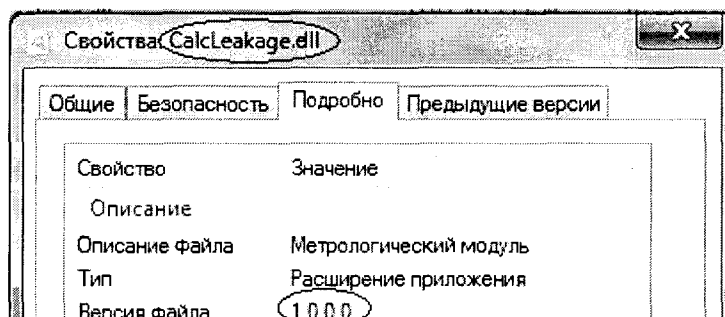 Свойства: CalcLeakage.dll
Общие Безопасность Подробно Предыдущие версии
Свойство Значение
Описание
Описание файла Метрологический модуль
Тип Расширение приложения
Версия файла 1.0.0.0